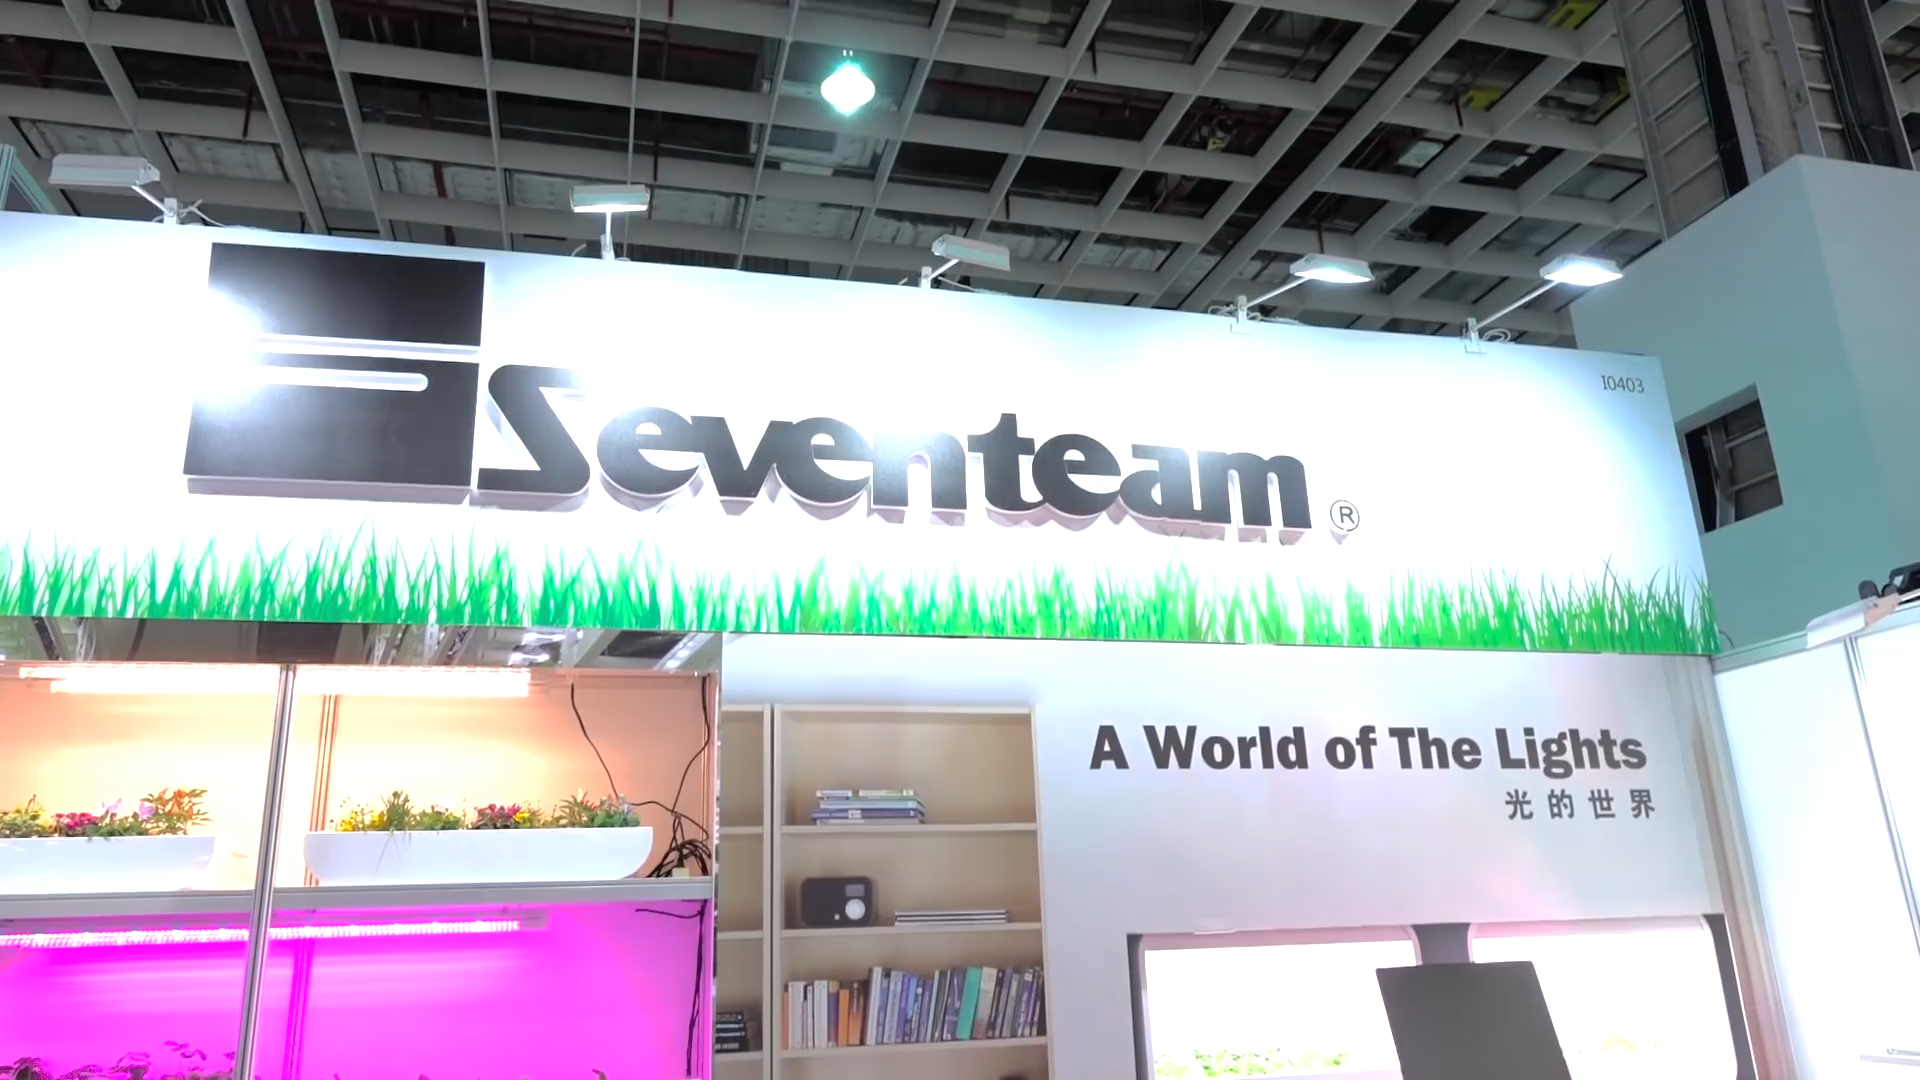 I0403
Seventeam ®
A World of The Lights
光的世界